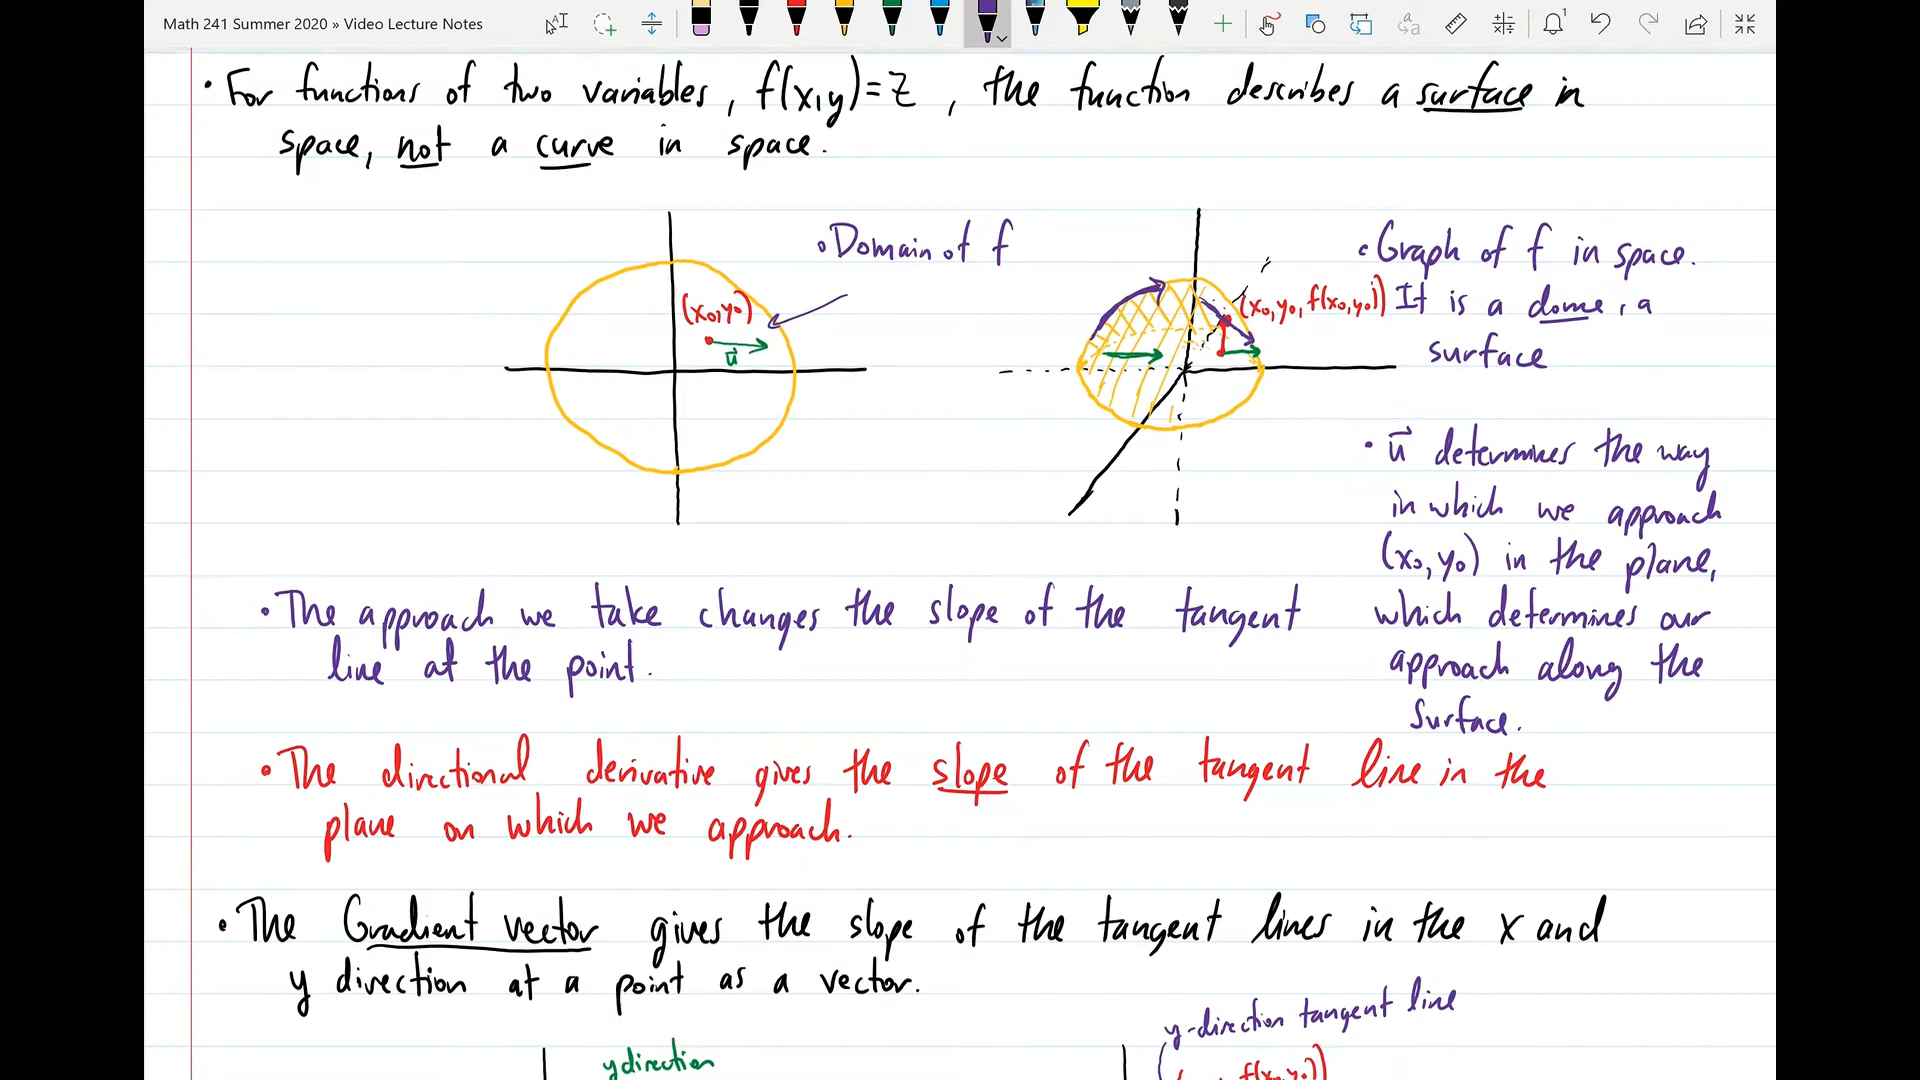 Math 241 Summer 2020 » Video Lecture Notes
• For functions of two variables, f(x,y)=z, the function describes a surface in
space, not a curve in space.
• Domain of f
(x₀,y₀)
u⃗
(x₀,y₀,f(x₀,y₀))
• Graph of f in space.
It is a dome, a
surface
• u⃗ determines the way
in which we approach
(x₀,y₀) in the plane,
which determines our
approach along the
surface.
• The approach we take changes the slope of the tangent
line at the point.
• The directional derivative gives the slope of the tangent line in the
plane on which we approach.
• The Gradient vector gives the slope of the tangent lines in the x and
y direction at a point as a vector.
y-direction tangent line
y direction
f(x₀,y₀))